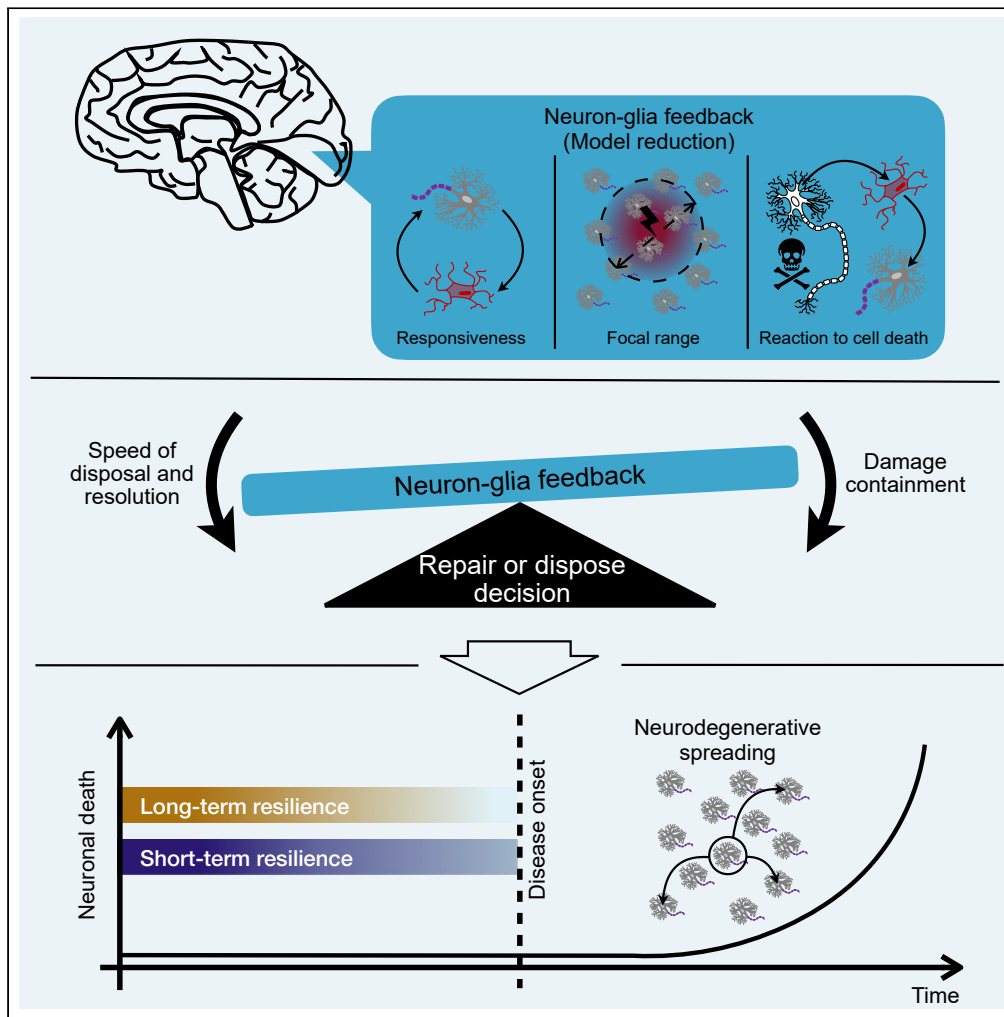 Neuron-glia feedback
(Model reduction)
Responsiveness
Focal range
Reaction to cell death
Speed of
disposal and
resolution
Neuron-glia feedback
Damage
containment
Repair or dispose
decision
Neuronal death
Long-term resilience
Short-term resilience
Disease onset
Neurodegenerative
spreading
Time